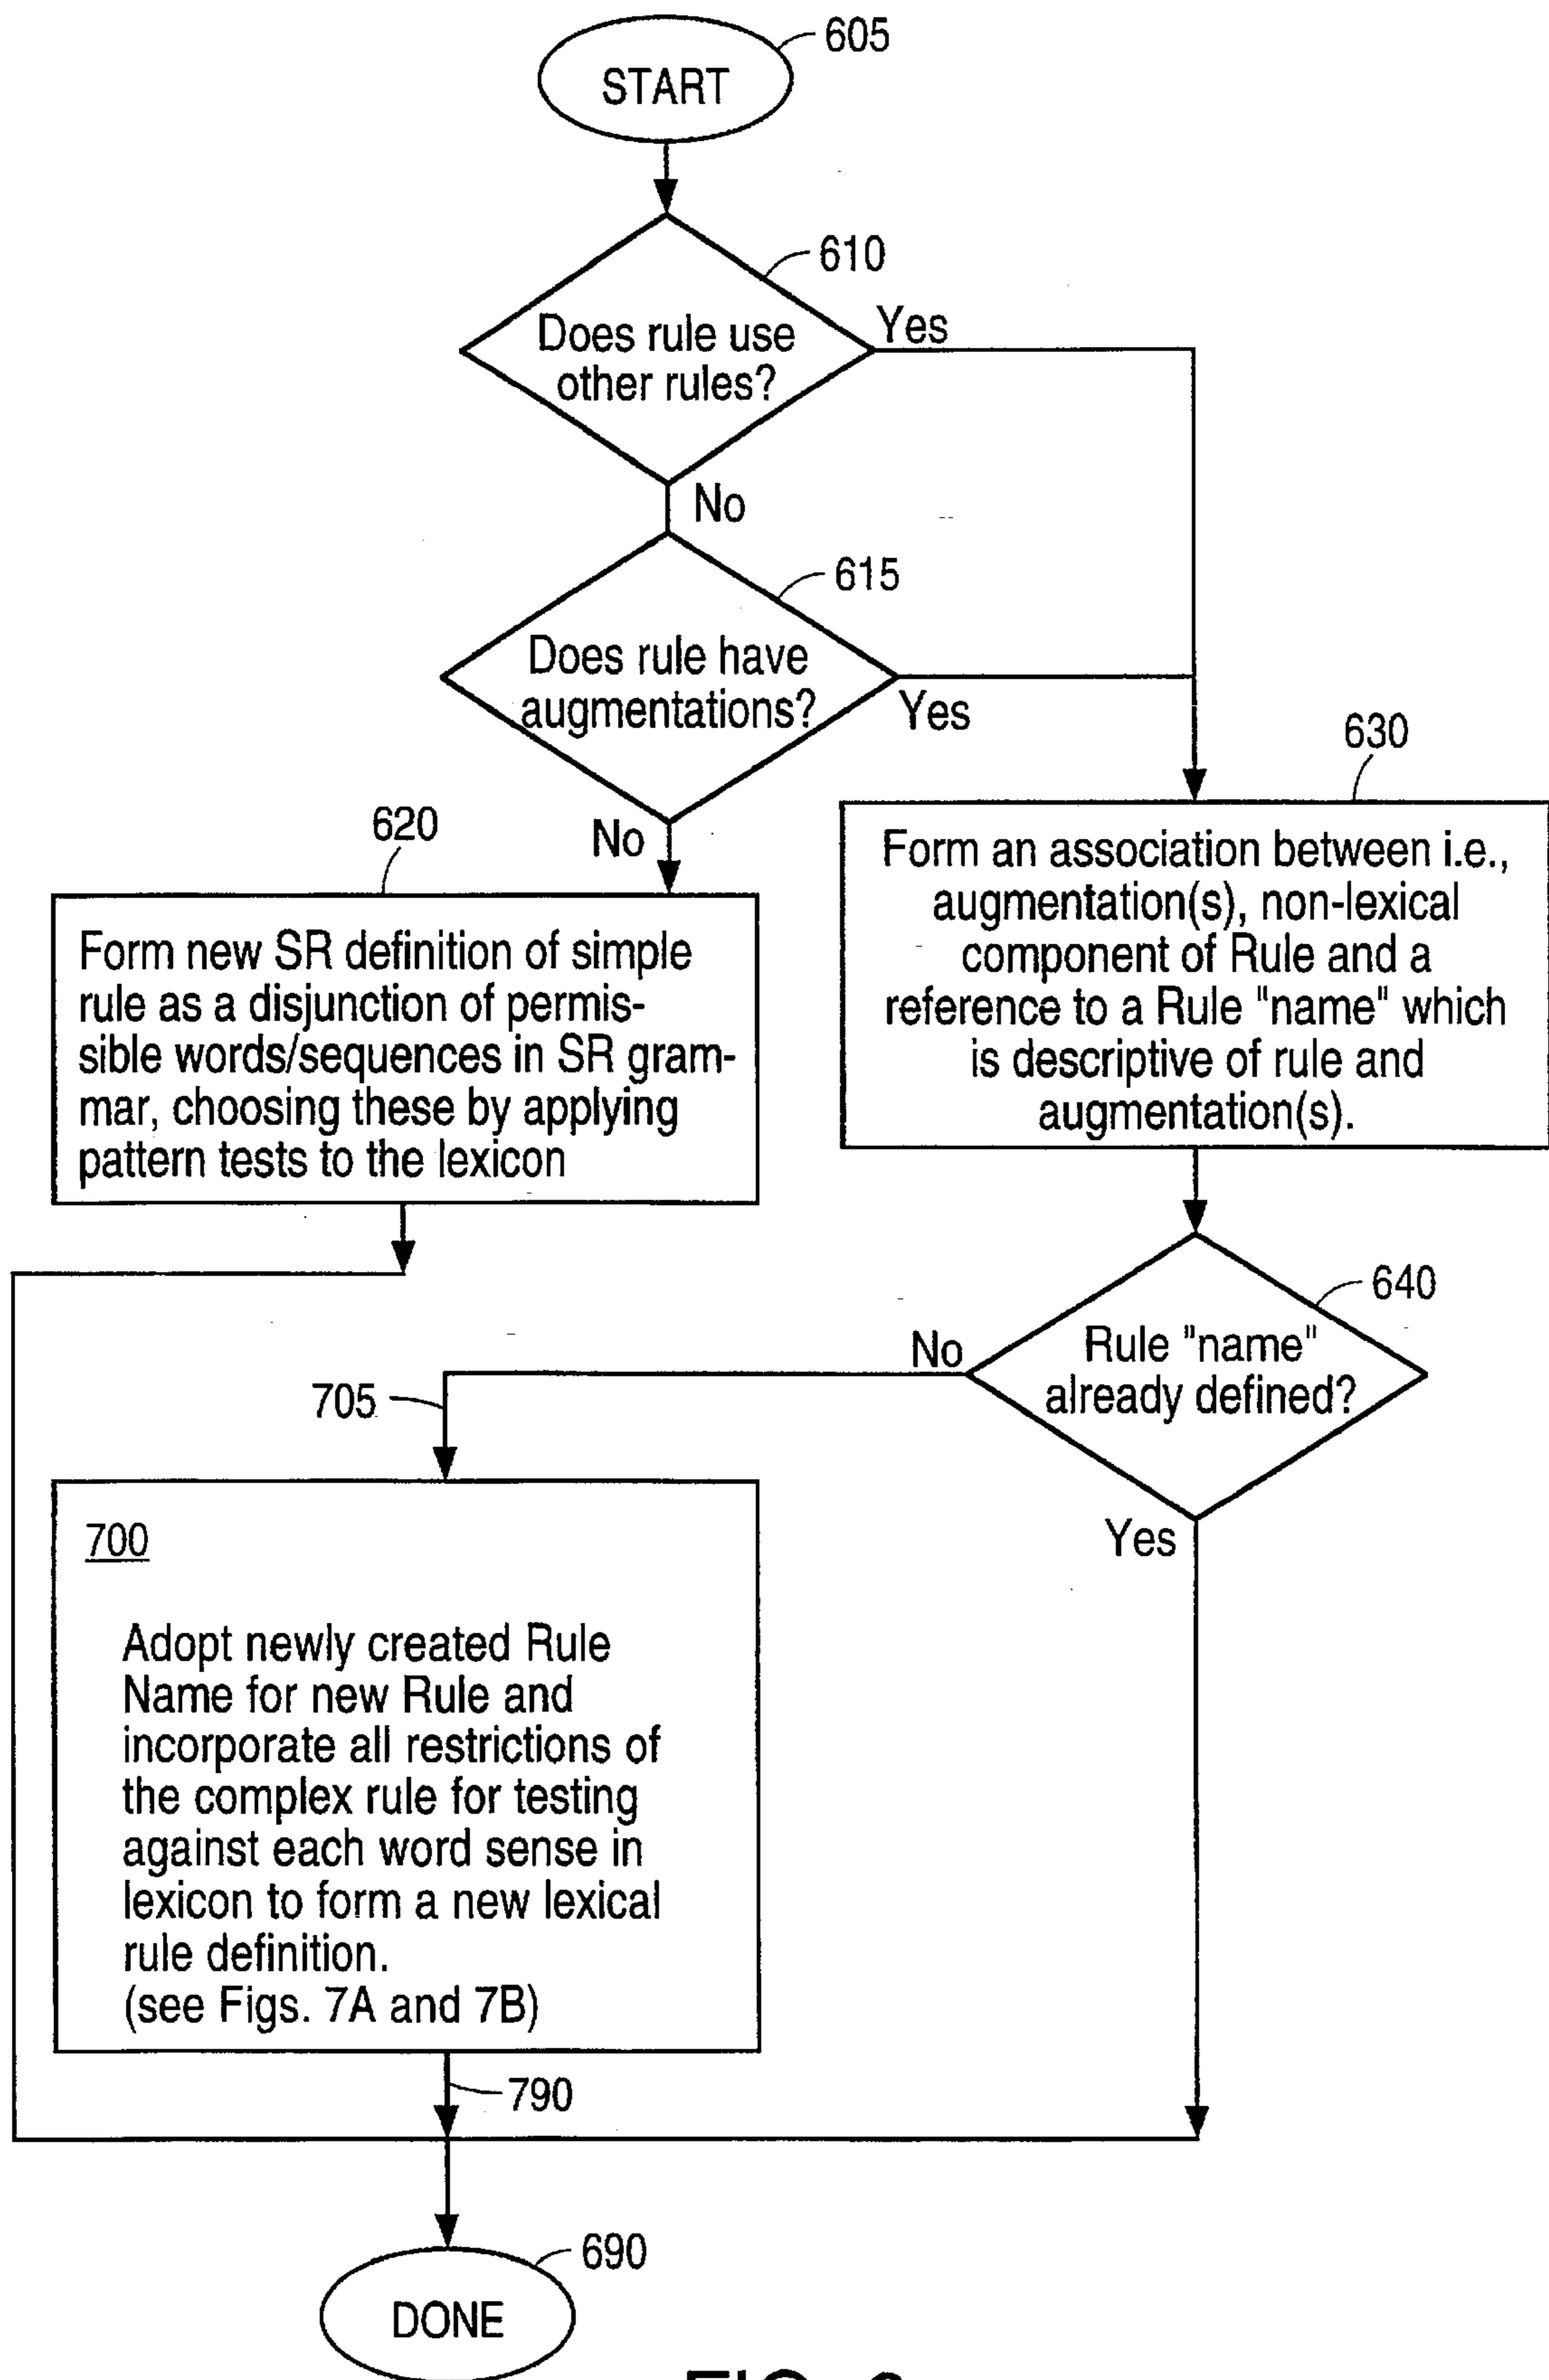 605
START
610
Does rule use
other rules?
Yes
No
615
Does rule have
augmentations?
Yes
No
620
Form new SR definition of simple
rule as a disjunction of permis-
sible words/sequences in SR gram-
mar, choosing these by applying
pattern tests to the lexicon
630
Form an association between i.e.,
augmentation(s), non-lexical
component of Rule and a
reference to a Rule "name" which
is descriptive of rule and
augmentation(s).
640
Rule "name"
already defined?
No
Yes
705
700
Adopt newly created Rule
Name for new Rule and
incorporate all restrictions of
the complex rule for testing
against each word sense in
lexicon to form a new lexical
rule definition.
(see Figs. 7A and 7B)
790
690
DONE